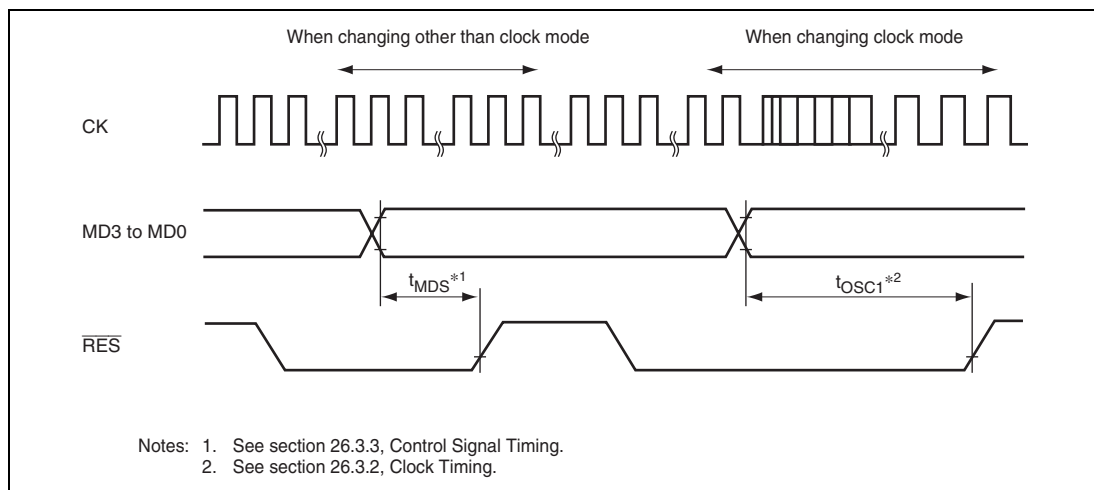 When changing other than clock mode
When changing clock mode
CK
MD3 to MD0
tMDS*1
tOSC1*2
RES
Notes: 1. See section 26.3.3, Control Signal Timing.
2. See section 26.3.2, Clock Timing.